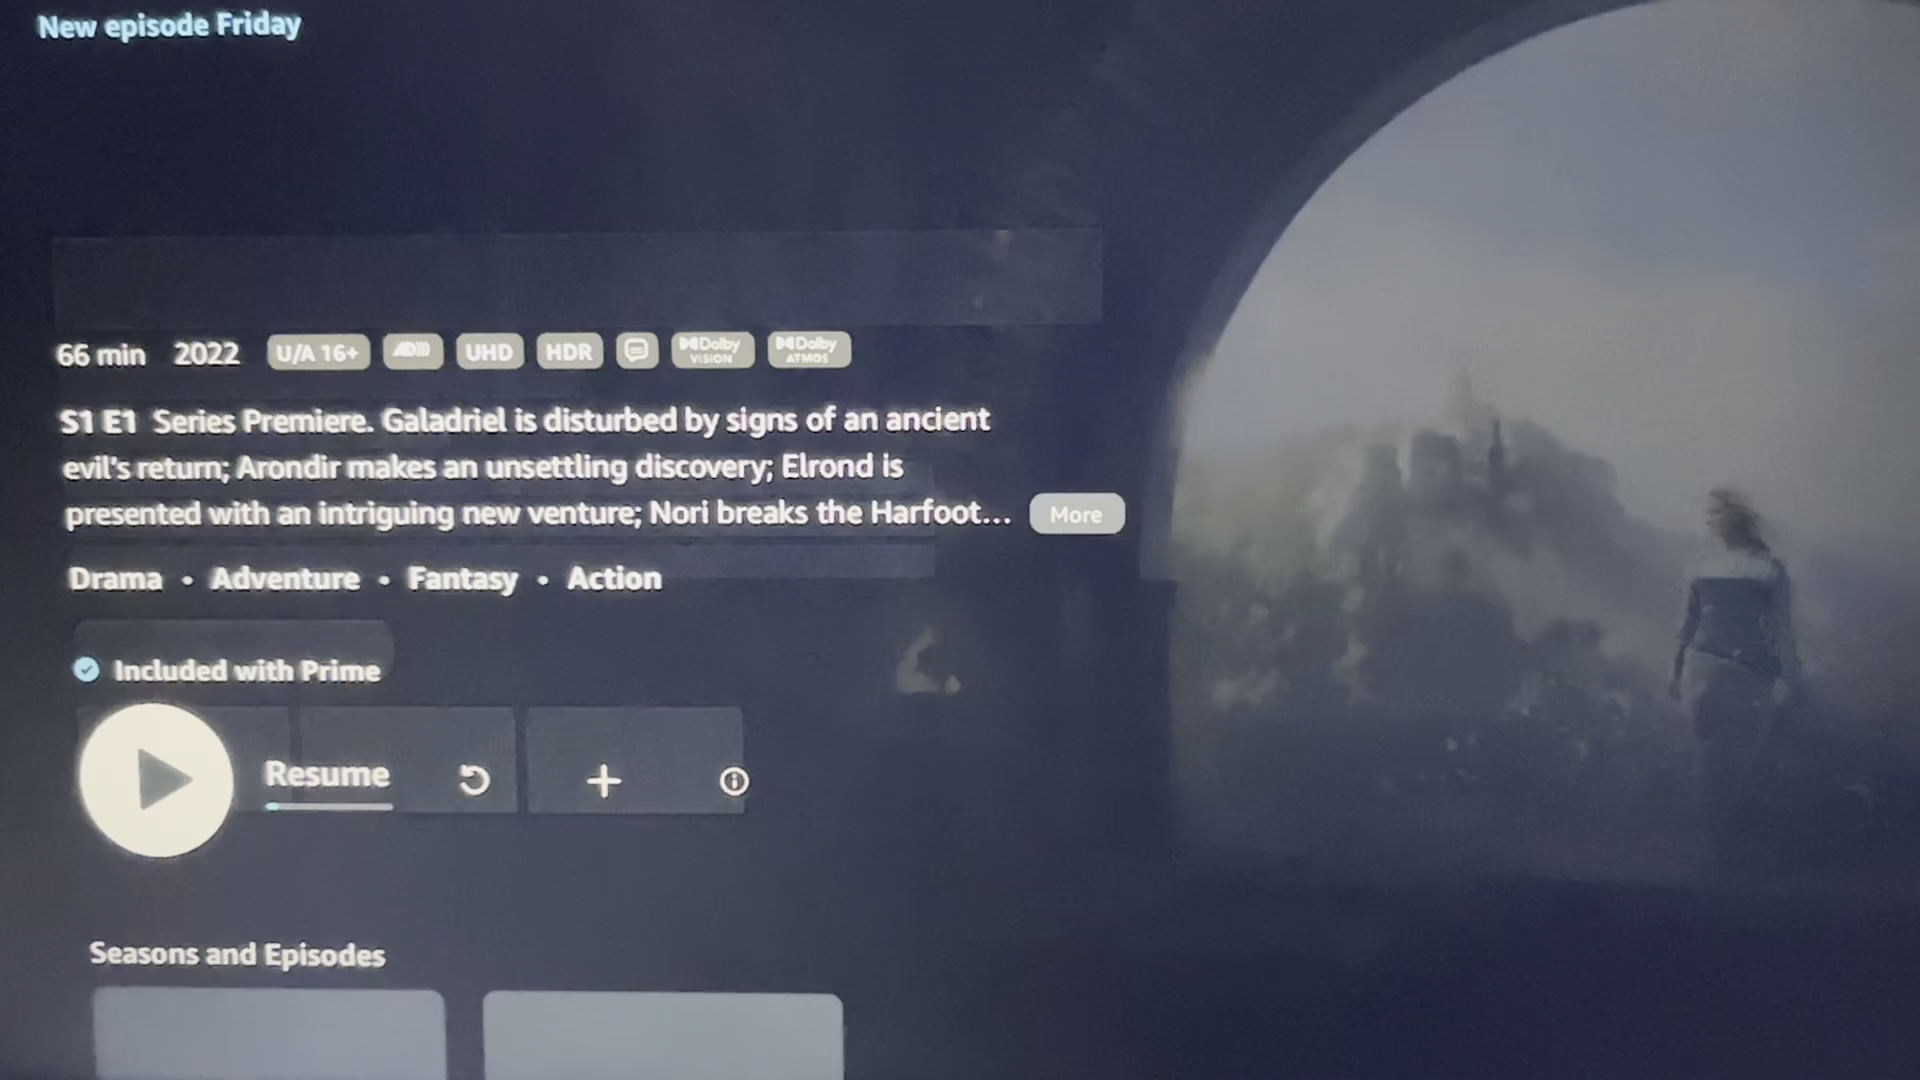 New episode Friday
66 min 2022 U/A 16+ AD UHD HDR Dolby VISION Dolby ATMOS
S1 E1 Series Premiere. Galadriel is disturbed by signs of an ancient
evil's return; Arondir makes an unsettling discovery; Elrond is
presented with an intriguing new venture; Nori breaks the Harfoot... More
Drama • Adventure • Fantasy • Action
Included with Prime
Resume
Seasons and Episodes